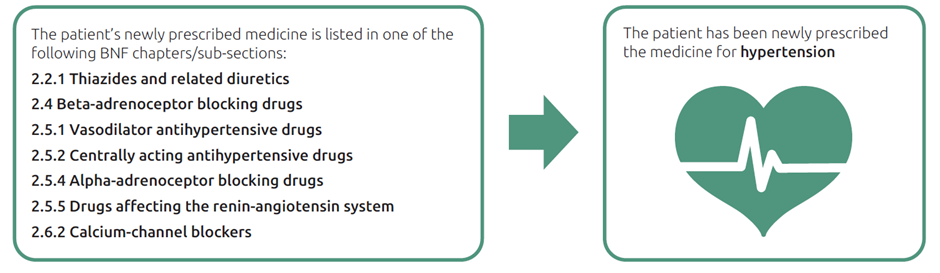 The patient's newly prescribed medicine is listed in one of the
following BNF chapters/sub-sections:
2.2.1 Thiazides and related diuretics
2.4 Beta-adrenoceptor blocking drugs
2.5.1 Vasodilator antihypertensive drugs
2.5.2 Centrally acting antihypertensive drugs
2.5.4 Alpha-adrenoceptor blocking drugs
2.5.5 Drugs affecting the renin-angiotensin system
2.6.2 Calcium-channel blockers
The patient has been newly prescribed
the medicine for hypertension